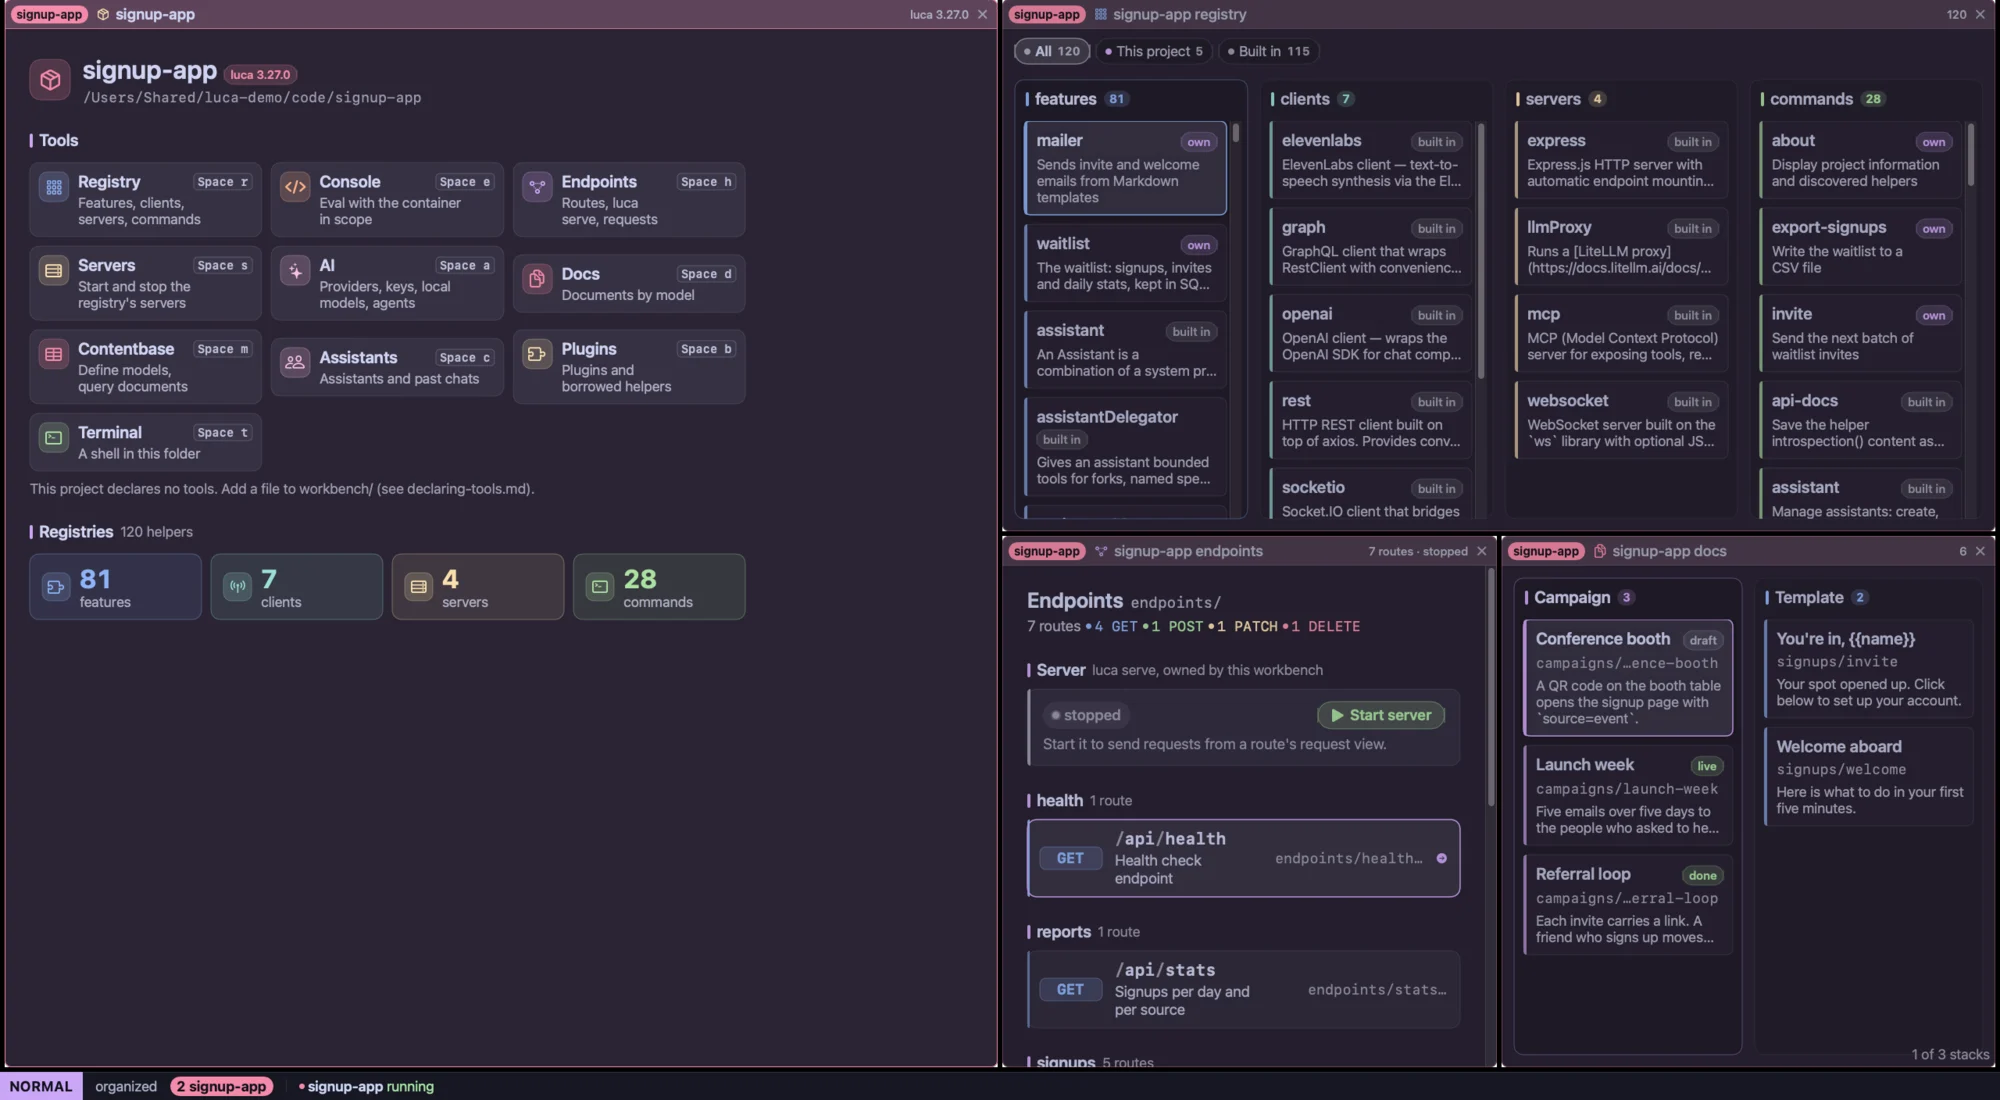 signup-app signup-app luca 3.27.0
signup-app luca 3.27.0
/Users/Shared/luca-demo/code/signup-app
Tools
Registry Space r
Features, clients,
servers, commands
Console Space e
Eval with the container
in scope
Endpoints Space h
Routes, luca
serve, requests
Servers Space s
Start and stop the
registry's servers
AI Space a
Providers, keys, local
models, agents
Docs Space d
Documents by model
Contentbase Space m
Define models,
query documents
Assistants Space c
Assistants and past chats
Plugins Space b
Plugins and
borrowed helpers
Terminal Space t
A shell in this folder
This project declares no tools. Add a file to workbench/ (see declaring-tools.md).
Registries 120 helpers
81
features
7
clients
4
servers
28
commands
signup-app signup-app registry 120
All 120 This project 5 Built in 115
features 81
mailer own
Sends invite and welcome
emails from Markdown
templates
waitlist own
The waitlist: signups, invites
and daily stats, kept in SQ...
assistant built in
An Assistant is a
combination of a system pr...
assistantDelegator
built in
Gives an assistant bounded
tools for forks, named spe...
clients 7
elevenlabs built in
ElevenLabs client — text-to-
speech synthesis via the El...
graph built in
GraphQL client that wraps
RestClient with convenienc...
openai built in
OpenAI client — wraps the
OpenAI SDK for chat comp...
rest built in
HTTP REST client built on
top of axios. Provides conv...
socketio built in
Socket.IO client that bridges
servers 4
express built in
Express.js HTTP server with
automatic endpoint mountin...
llmProxy built in
Runs a [LiteLLM proxy]
(https://docs.litellm.ai/docs/...
mcp built in
MCP (Model Context Protocol)
server for exposing tools, re...
websocket built in
WebSocket server built on the
`ws` library with optional JS...
commands 28
about own
Display project information
and discovered helpers
export-signups own
Write the waitlist to a
CSV file
invite own
Send the next batch of
waitlist invites
api-docs built in
Save the helper
introspection() content as...
assistant built in
Manage assistants: create,
signup-app signup-app endpoints 7 routes · stopped
Endpoints endpoints/
7 routes 4 GET 1 POST 1 PATCH 1 DELETE
Server luca serve, owned by this workbench
stopped Start server
Start it to send requests from a route's request view.
health 1 route
GET /api/health endpoints/health...
Health check
endpoint
reports 1 route
GET /api/stats endpoints/stats...
Signups per day and
per source
signups 5 routes
signup-app signup-app docs 6
Campaign 3
Conference booth draft
campaigns/…ence-booth
A QR code on the booth table
opens the signup page with
`source=event`.
Launch week live
campaigns/launch-week
Five emails over five days to
the people who asked to he...
Referral loop done
campaigns/…erral-loop
Each invite carries a link. A
friend who signs up moves...
Template 2
You're in, {{name}}
signups/invite
Your spot opened up. Click
below to set up your account.
Welcome aboard
signups/welcome
Here is what to do in your first
five minutes.
1 of 3 stacks
NORMAL organized 2 signup-app signup-app running